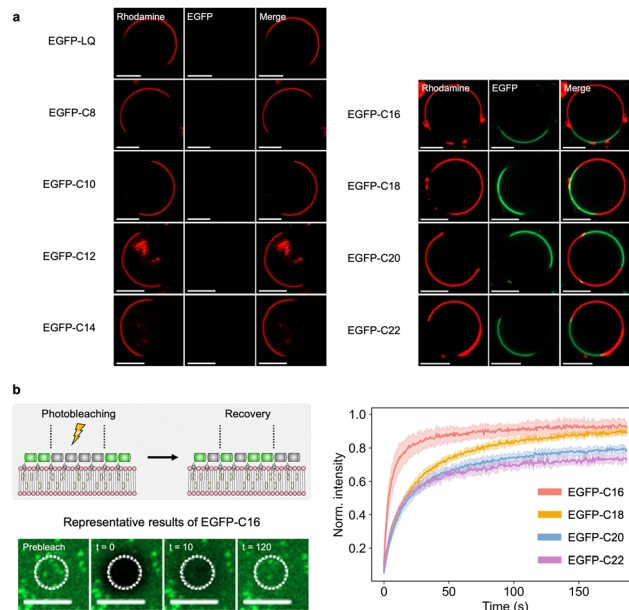 a
Rhodamine EGFP Merge
EGFP-LQ
EGFP-C8
EGFP-C10
EGFP-C12
EGFP-C14
Rhodamine EGFP Merge
EGFP-C16
EGFP-C18
EGFP-C20
EGFP-C22
b
Photobleaching Recovery
Representative results of EGFP-C16
Prebleach t = 0 t = 10 t = 120
Norm. intensity
1.0
0.8
0.6
0.4
0.2
EGFP-C16
EGFP-C18
EGFP-C20
EGFP-C22
0 50 100 150
Time (s)